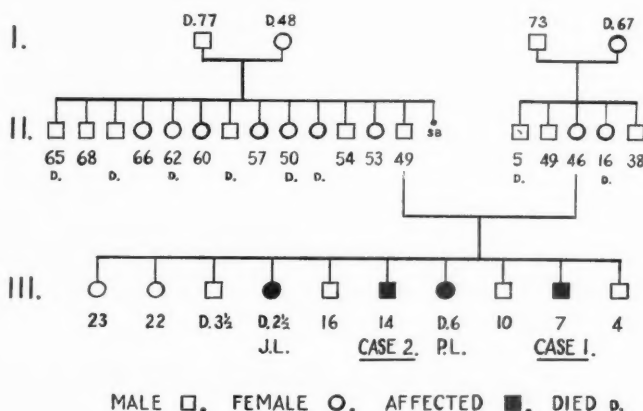 D.77 D.48 73 D.67
I.
II.
SB
65 68 66 62 60 57 50 54 53 49 5 49 46 16 38
D. D. D. D. D. D. D. D.
III.
23 22 D.3½ D.2½ 16 14 D.6 10 7 4
J.L. CASE 2. P.L. CASE 1.
MALE □. FEMALE ○. AFFECTED ■. DIED D.